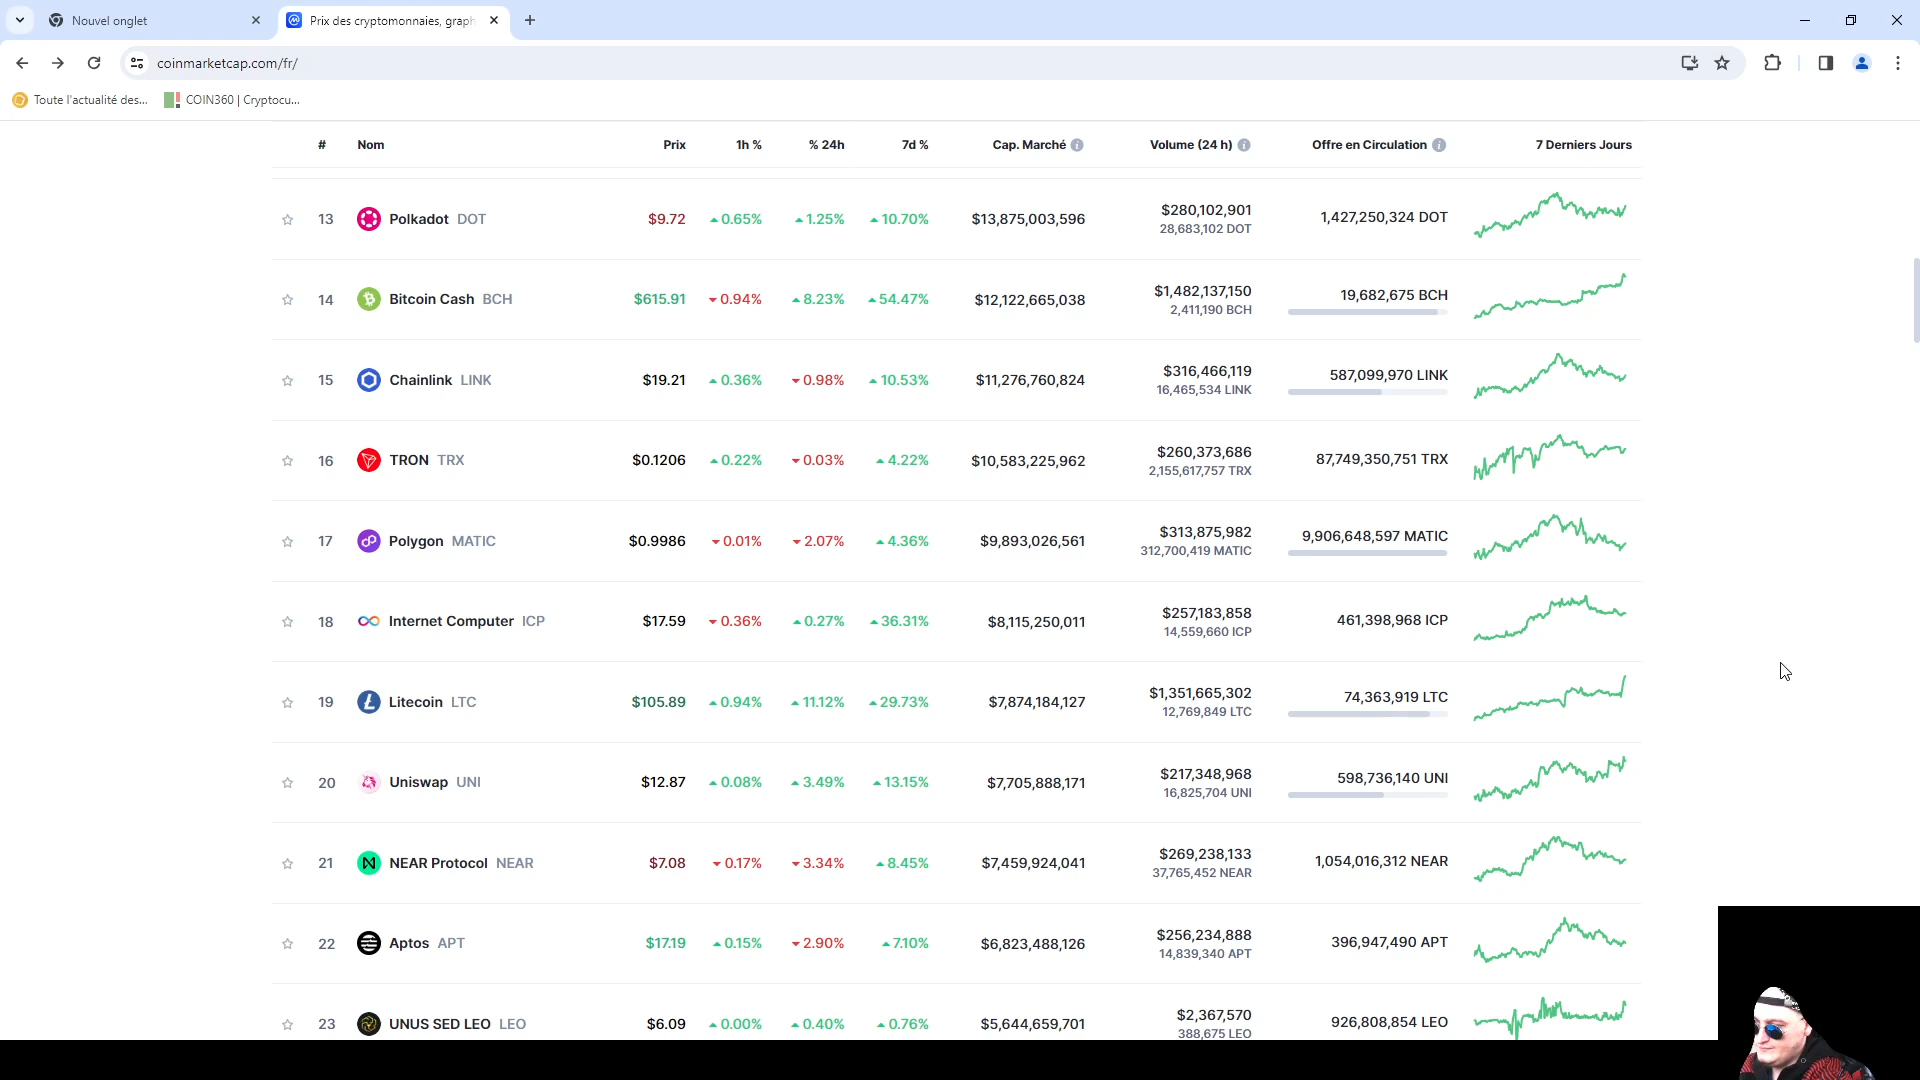 Nouvel onglet
Prix des cryptomonnaies, graph
coinmarketcap.com/fr/
Toute l'actualité des... COIN360 | Cryptocu...
# Nom Prix 1h % % 24h 7d % Cap. Marché Volume (24 h) Offre en Circulation 7 Derniers Jours
13 Polkadot DOT $9.72 0.65% 1.25% 10.70% $13,875,003,596 $280,102,901 1,427,250,324 DOT
28,683,102 DOT
14 Bitcoin Cash BCH $615.91 0.94% 8.23% 54.47% $12,122,665,038 $1,482,137,150 19,682,675 BCH
2,411,190 BCH
15 Chainlink LINK $19.21 0.36% 0.98% 10.53% $11,276,760,824 $316,466,119 587,099,970 LINK
16,465,534 LINK
16 TRON TRX $0.1206 0.22% 0.03% 4.22% $10,583,225,962 $260,373,686 87,749,350,751 TRX
2,155,617,757 TRX
17 Polygon MATIC $0.9986 0.01% 2.07% 4.36% $9,893,026,561 $313,875,982 9,906,648,597 MATIC
312,700,419 MATIC
18 Internet Computer ICP $17.59 0.36% 0.27% 36.31% $8,115,250,011 $257,183,858 461,398,968 ICP
14,559,660 ICP
19 Litecoin LTC $105.89 0.94% 11.12% 29.73% $7,874,184,127 $1,351,665,302 74,363,919 LTC
12,769,849 LTC
20 Uniswap UNI $12.87 0.08% 3.49% 13.15% $7,705,888,171 $217,348,968 598,736,140 UNI
16,825,704 UNI
21 NEAR Protocol NEAR $7.08 0.17% 3.34% 8.45% $7,459,924,041 $269,238,133 1,054,016,312 NEAR
37,765,452 NEAR
22 Aptos APT $17.19 0.15% 2.90% 7.10% $6,823,488,126 $256,234,888 396,947,490 APT
14,839,340 APT
23 UNUS SED LEO LEO $6.09 0.00% 0.40% 0.76% $5,644,659,701 $2,367,570 926,808,854 LEO
388,675 LEO